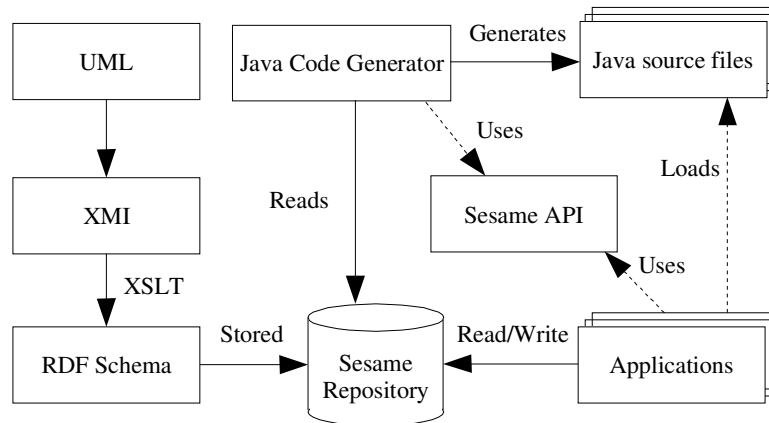 UML
Java Code Generator
Generates
Java source files
Uses
Loads
XMI
Reads
Sesame API
XSLT
Uses
RDF Schema
Stored
Sesame
Repository
Read/Write
Applications